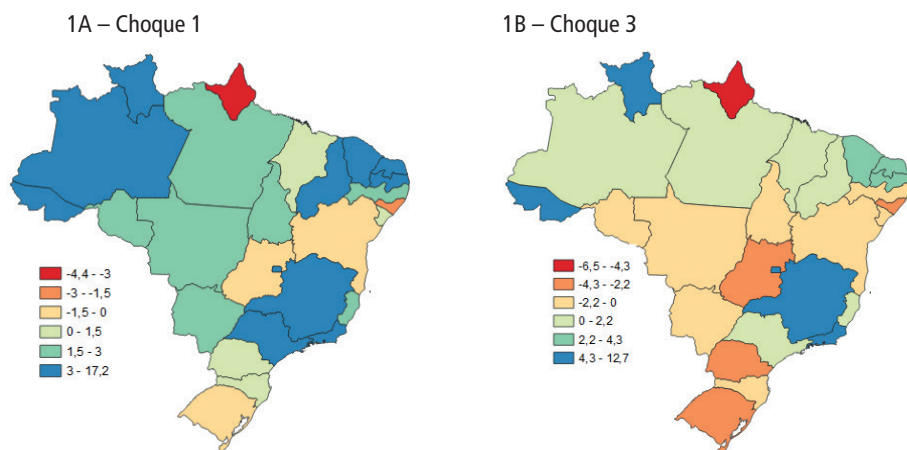 1A – Choque 1
-4,4 - -3
-3 - -1,5
-1,5 - 0
0 - 1,5
1,5 - 3
3 - 17,2
1B – Choque 3
-6,5 - -4,3
-4,3 - -2,2
-2,2 - 0
0 - 2,2
2,2 - 4,3
4,3 - 12,7